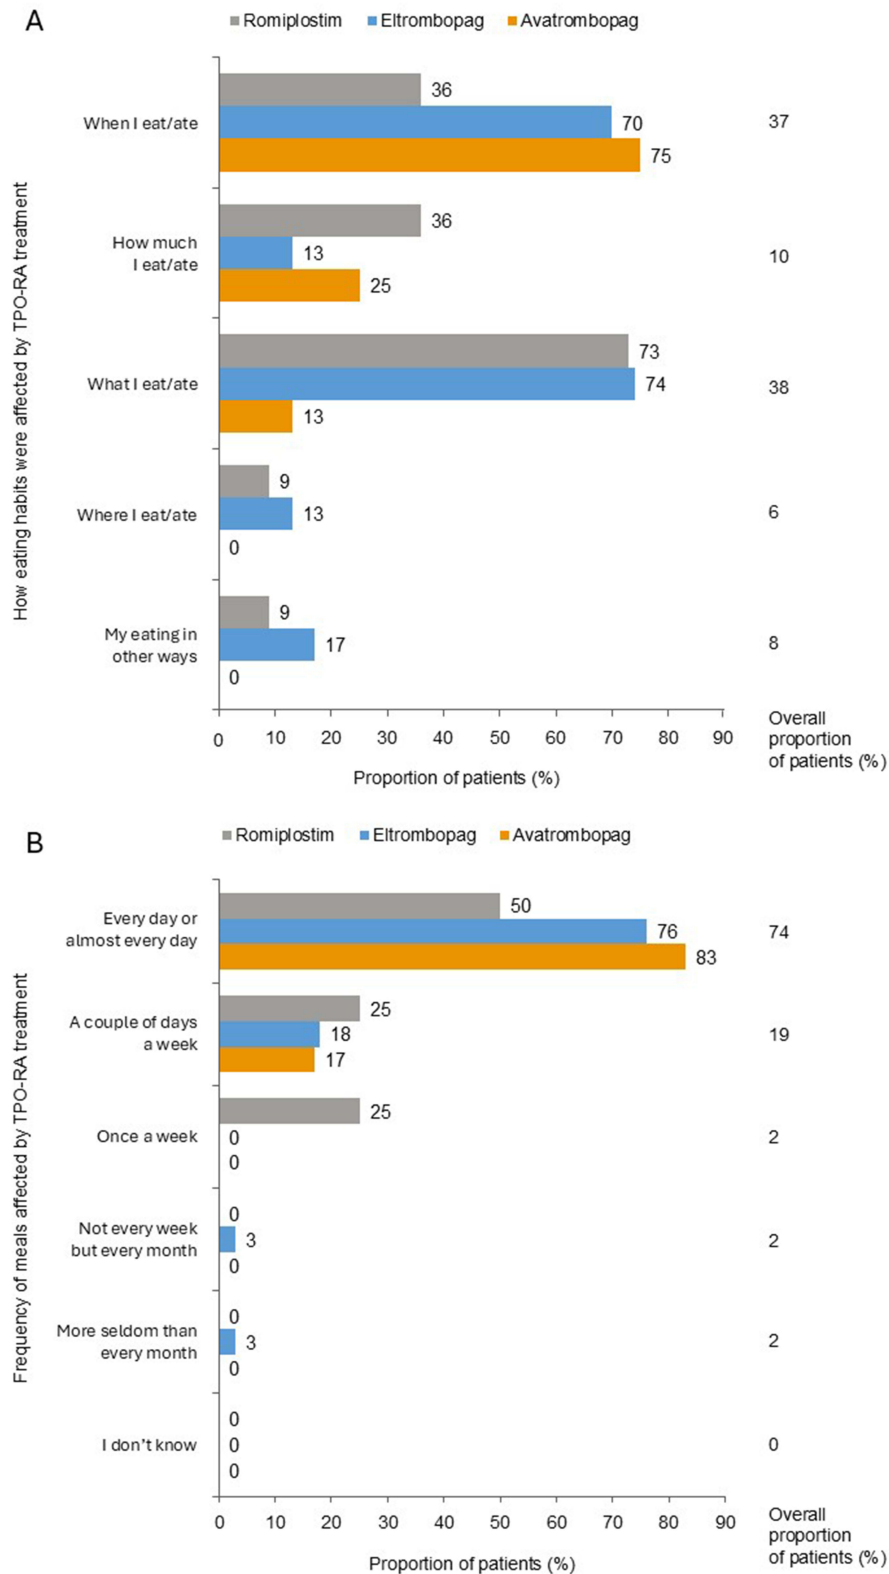 A
Romiplostim Eltrombopag Avatrombopag
How eating habits were affected by TPO-RA treatment
When I eat/ate
36
70
75
37
How much
I eat/ate
36
13
25
10
What I eat/ate
73
74
13
38
Where I eat/ate
9
13
0
6
My eating in
other ways
9
17
0
8
0 10 20 30 40 50 60 70 80 90
Proportion of patients (%)
Overall
proportion
of patients (%)
B
Romiplostim Eltrombopag Avatrombopag
Frequency of meals affected by TPO-RA treatment
Every day or
almost every day
50
76
83
74
A couple of days
a week
25
18
17
19
Once a week
25
0
0
2
Not every week
but every month
0
3
0
2
More seldom than
every month
0
3
0
2
I don't know
0
0
0
0
0 10 20 30 40 50 60 70 80 90
Proportion of patients (%)
Overall
proportion
of patients (%)